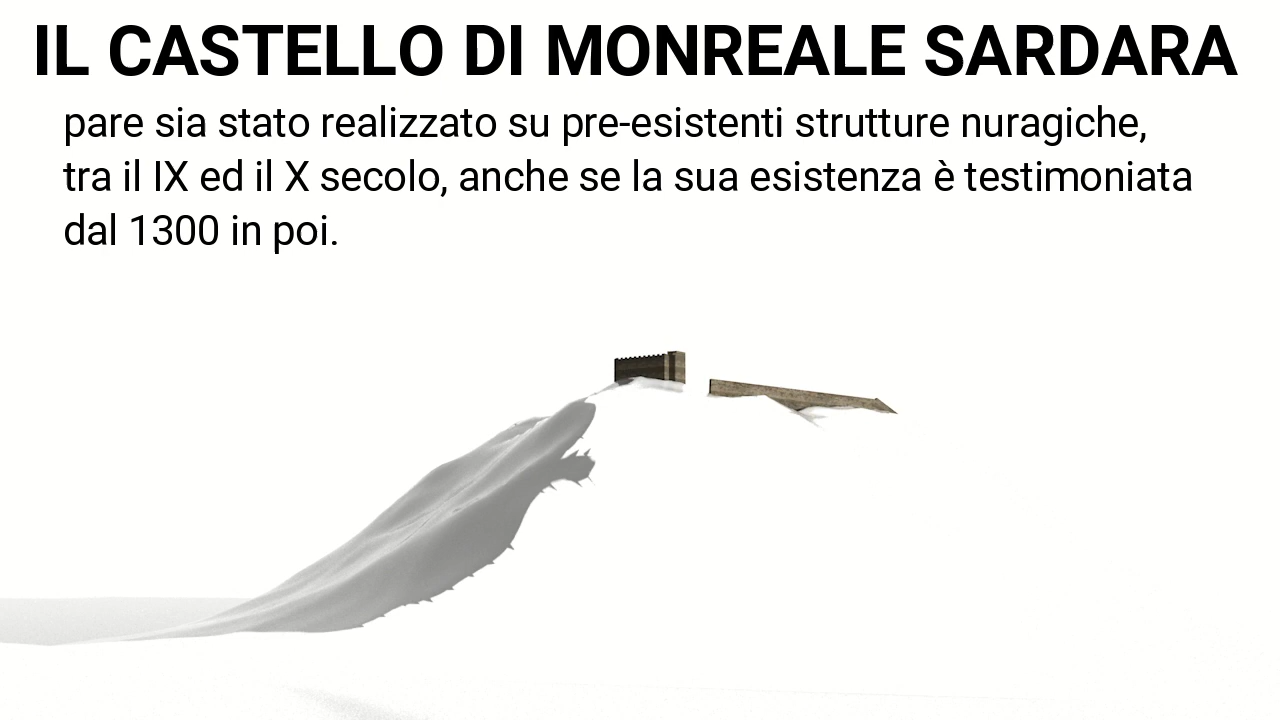 IL CASTELLO DI MONREALE SARDARA
pare sia stato realizzato su pre-esistenti strutture nuragiche,
tra il IX ed il X secolo, anche se la sua esistenza è testimoniata
dal 1300 in poi.